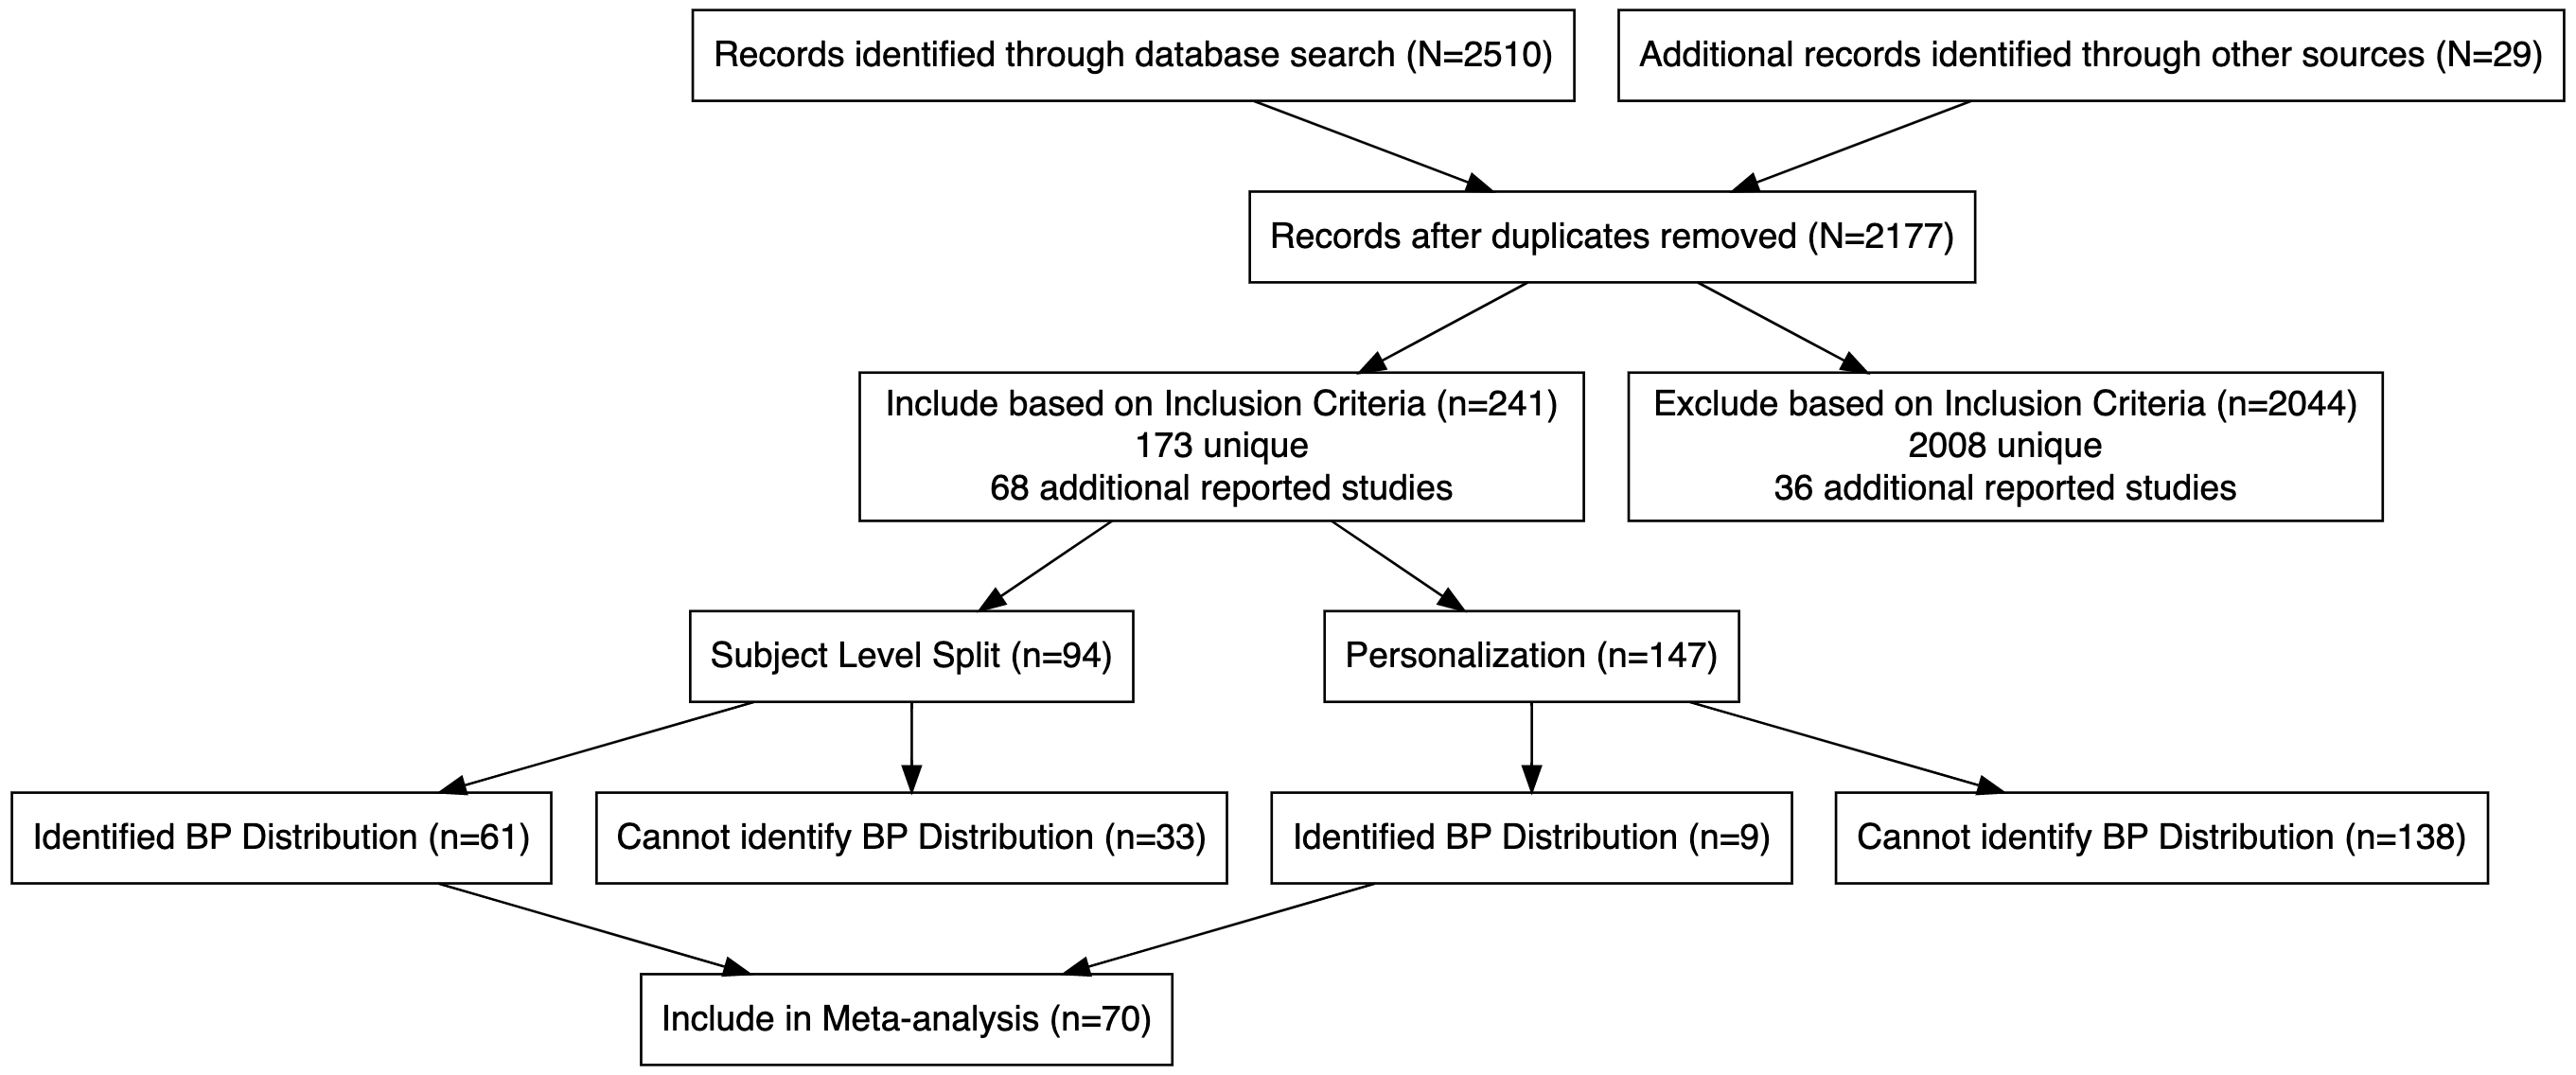 Records identified through database search (N=2510)
Additional records identified through other sources (N=29)
Records after duplicates removed (N=2177)
Include based on Inclusion Criteria (n=241)
173 unique
68 additional reported studies
Exclude based on Inclusion Criteria (n=2044)
2008 unique
36 additional reported studies
Subject Level Split (n=94)
Personalization (n=147)
Identified BP Distribution (n=61)
Cannot identify BP Distribution (n=33)
Identified BP Distribution (n=9)
Cannot identify BP Distribution (n=138)
Include in Meta-analysis (n=70)